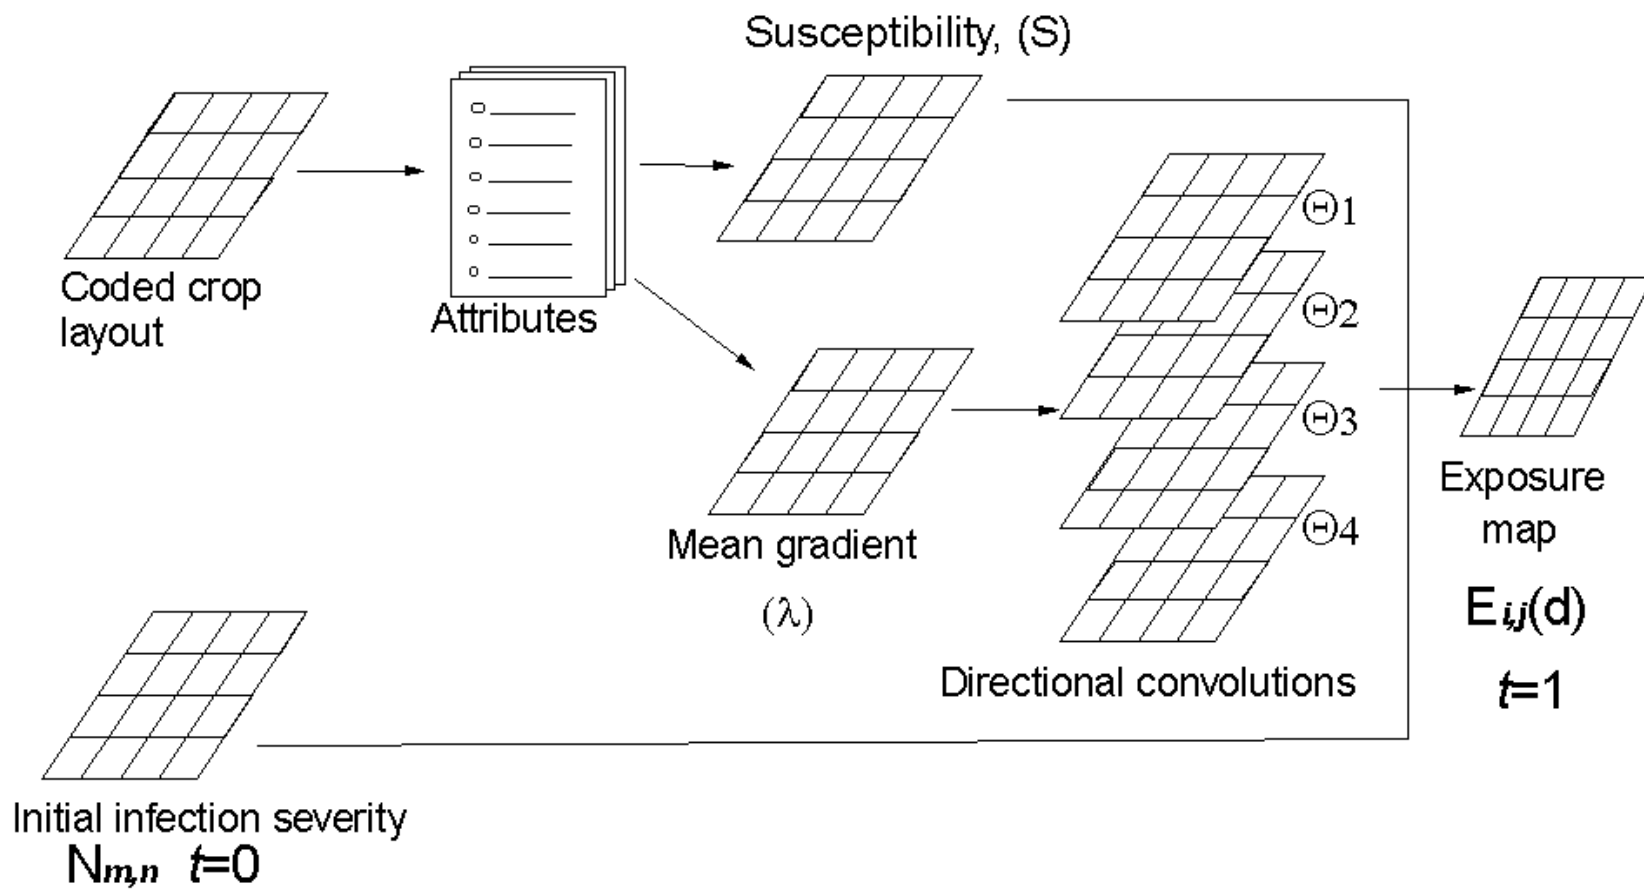 Susceptibility, (S)
Coded crop
layout
Attributes
Θ1
Θ2
Θ3
Θ4
Mean gradient
(λ)
Directional convolutions
Exposure
map
Ei,j(d)
t=1
Initial infection severity
Nm,n t=0